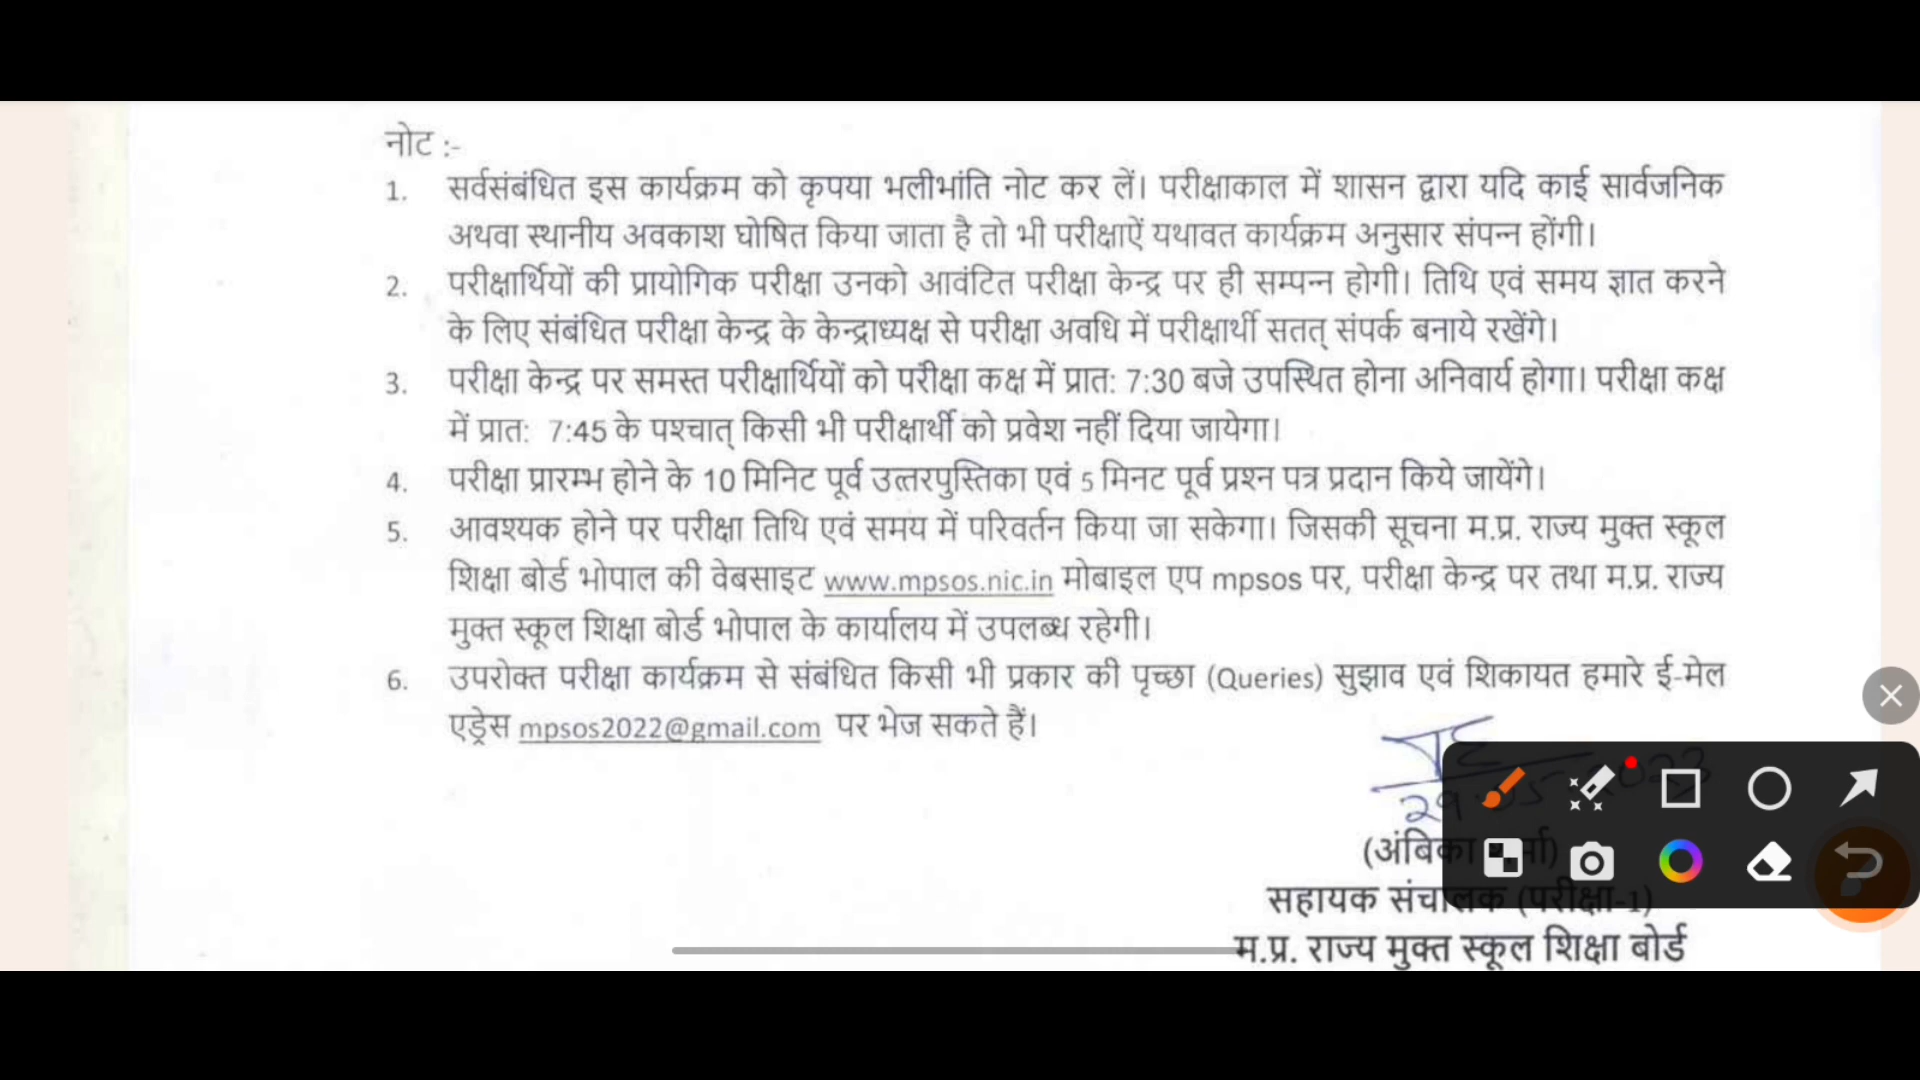 नोट :-
1. सर्वसंबंधित इस कार्यक्रम को कृपया भलीभांति नोट कर लें। परीक्षाकाल में शासन द्वारा यदि काई सार्वजनिक
अथवा स्थानीय अवकाश घोषित किया जाता है तो भी परीक्षाऐं यथावत कार्यक्रम अनुसार संपन्न होंगी।
2. परीक्षार्थियों की प्रायोगिक परीक्षा उनको आवंटित परीक्षा केन्द्र पर ही सम्पन्न होगी। तिथि एवं समय ज्ञात करने
के लिए संबंधित परीक्षा केन्द्र के केन्द्राध्यक्ष से परीक्षा अवधि में परीक्षार्थी सतत् संपर्क बनाये रखेंगे।
3. परीक्षा केन्द्र पर समस्त परीक्षार्थियों को परीक्षा कक्ष में प्रात: 7:30 बजे उपस्थित होना अनिवार्य होगा। परीक्षा कक्ष
में प्रात: 7:45 के पश्चात् किसी भी परीक्षार्थी को प्रवेश नहीं दिया जायेगा।
4. परीक्षा प्रारम्भ होने के 10 मिनिट पूर्व उत्तरपुस्तिका एवं 5 मिनट पूर्व प्रश्न पत्र प्रदान किये जायेंगे।
5. आवश्यक होने पर परीक्षा तिथि एवं समय में परिवर्तन किया जा सकेगा। जिसकी सूचना म.प्र. राज्य मुक्त स्कूल
शिक्षा बोर्ड भोपाल की वेबसाइट www.mpsos.nic.in मोबाइल एप mpsos पर, परीक्षा केन्द्र पर तथा म.प्र. राज्य
मुक्त स्कूल शिक्षा बोर्ड भोपाल के कार्यालय में उपलब्ध रहेगी।
6. उपरोक्त परीक्षा कार्यक्रम से संबंधित किसी भी प्रकार की पृच्छा (Queries) सुझाव एवं शिकायत हमारे ई-मेल
एड्रेस mpsos2022@gmail.com पर भेज सकते हैं।
(अंबिका
सहायक संचालक (परीक्षा-1)
म.प्र. राज्य मुक्त स्कूल शिक्षा बोर्ड